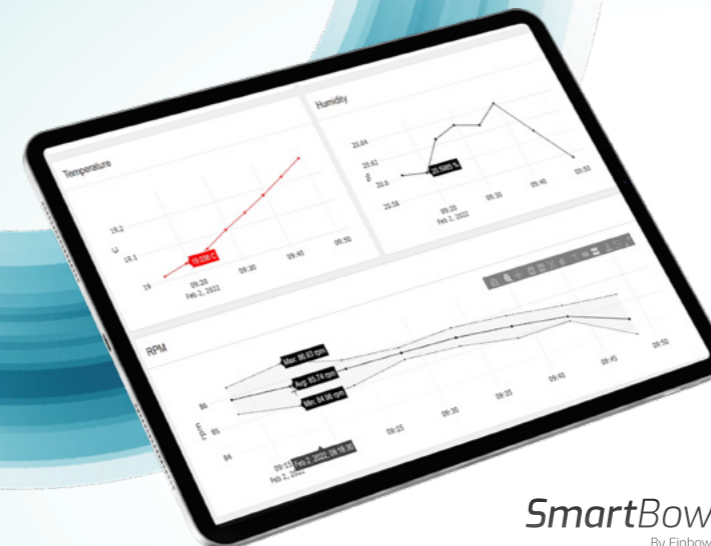 Temperature
19.2
19.1
19
C
19.036 C
09:20
09:30
09:40
09:50
Feb 2, 2022
Humidity
20.64
20.62
20.6
20.58
%
20.5985 %
09:20
09:30
09:40
09:50
Feb 2, 2022
RPM
86
85
84
rpm
Max: 86.63 rpm
Avg: 85.74 rpm
Min: 84.96 rpm
09:15
09:25
09:30
09:35
09:40
09:45
09:50
Feb 2, 2022, 09:18:30
SmartBow
By Finbow